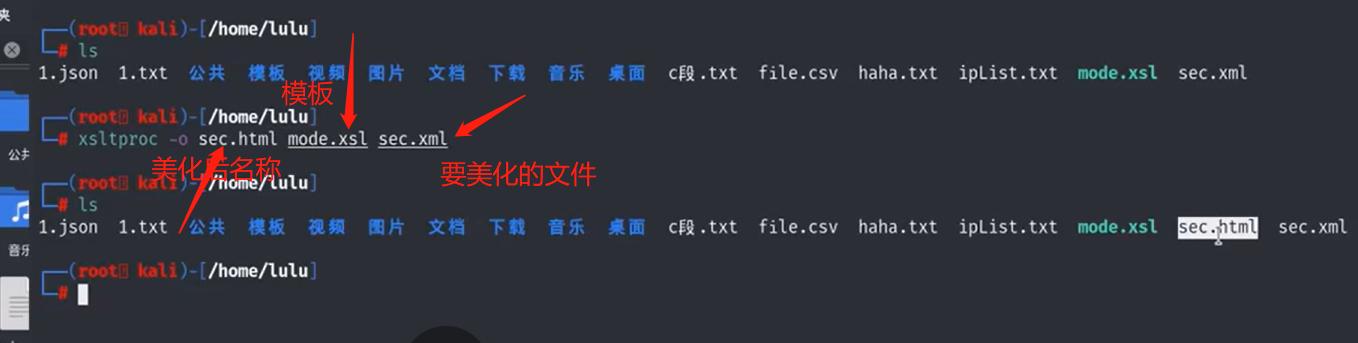 夹
(root kali)-[/home/lulu]
# ls
1.json 1.txt 公共 模板 视频 图片 文档 下载 音乐 桌面 c段.txt file.csv haha.txt ipList.txt mode.xsl sec.xml
模板
(root kali)-[/home/lulu]
# xsltproc -o sec.html mode.xsl sec.xml
公共
美化后名称
要美化的文件
(root kali)-[/home/lulu]
# ls
1.json 1.txt 公共 模板 视频 图片 文档 下载 音乐 桌面 c段.txt file.csv haha.txt ipList.txt mode.xsl sec.html sec.xml
音乐
(root kali)-[/home/lulu]
#